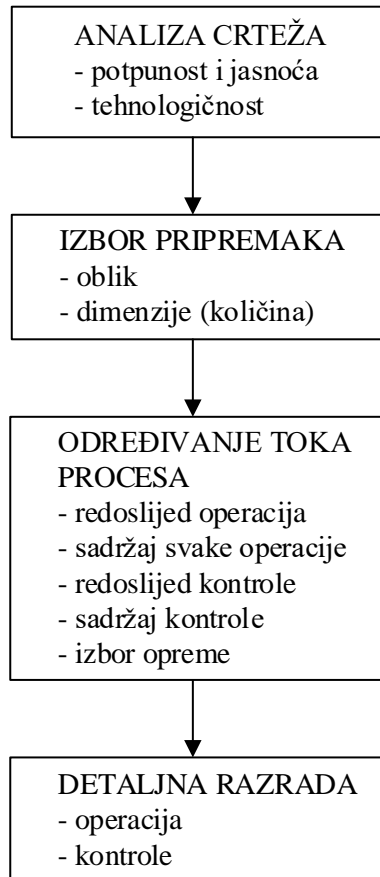 ANALIZA CRTEŽA
- potpunost i jasnoća
- tehnologičnost
IZBOR PRIPREMAKA
- oblik
- dimenzije (količina)
ODREĐIVANJE TOKA
PROCESA
- redoslijed operacija
- sadržaj svake operacije
- redoslijed kontrole
- sadržaj kontrole
- izbor opreme
DETALJNA RAZRADA
- operacija
- kontrole